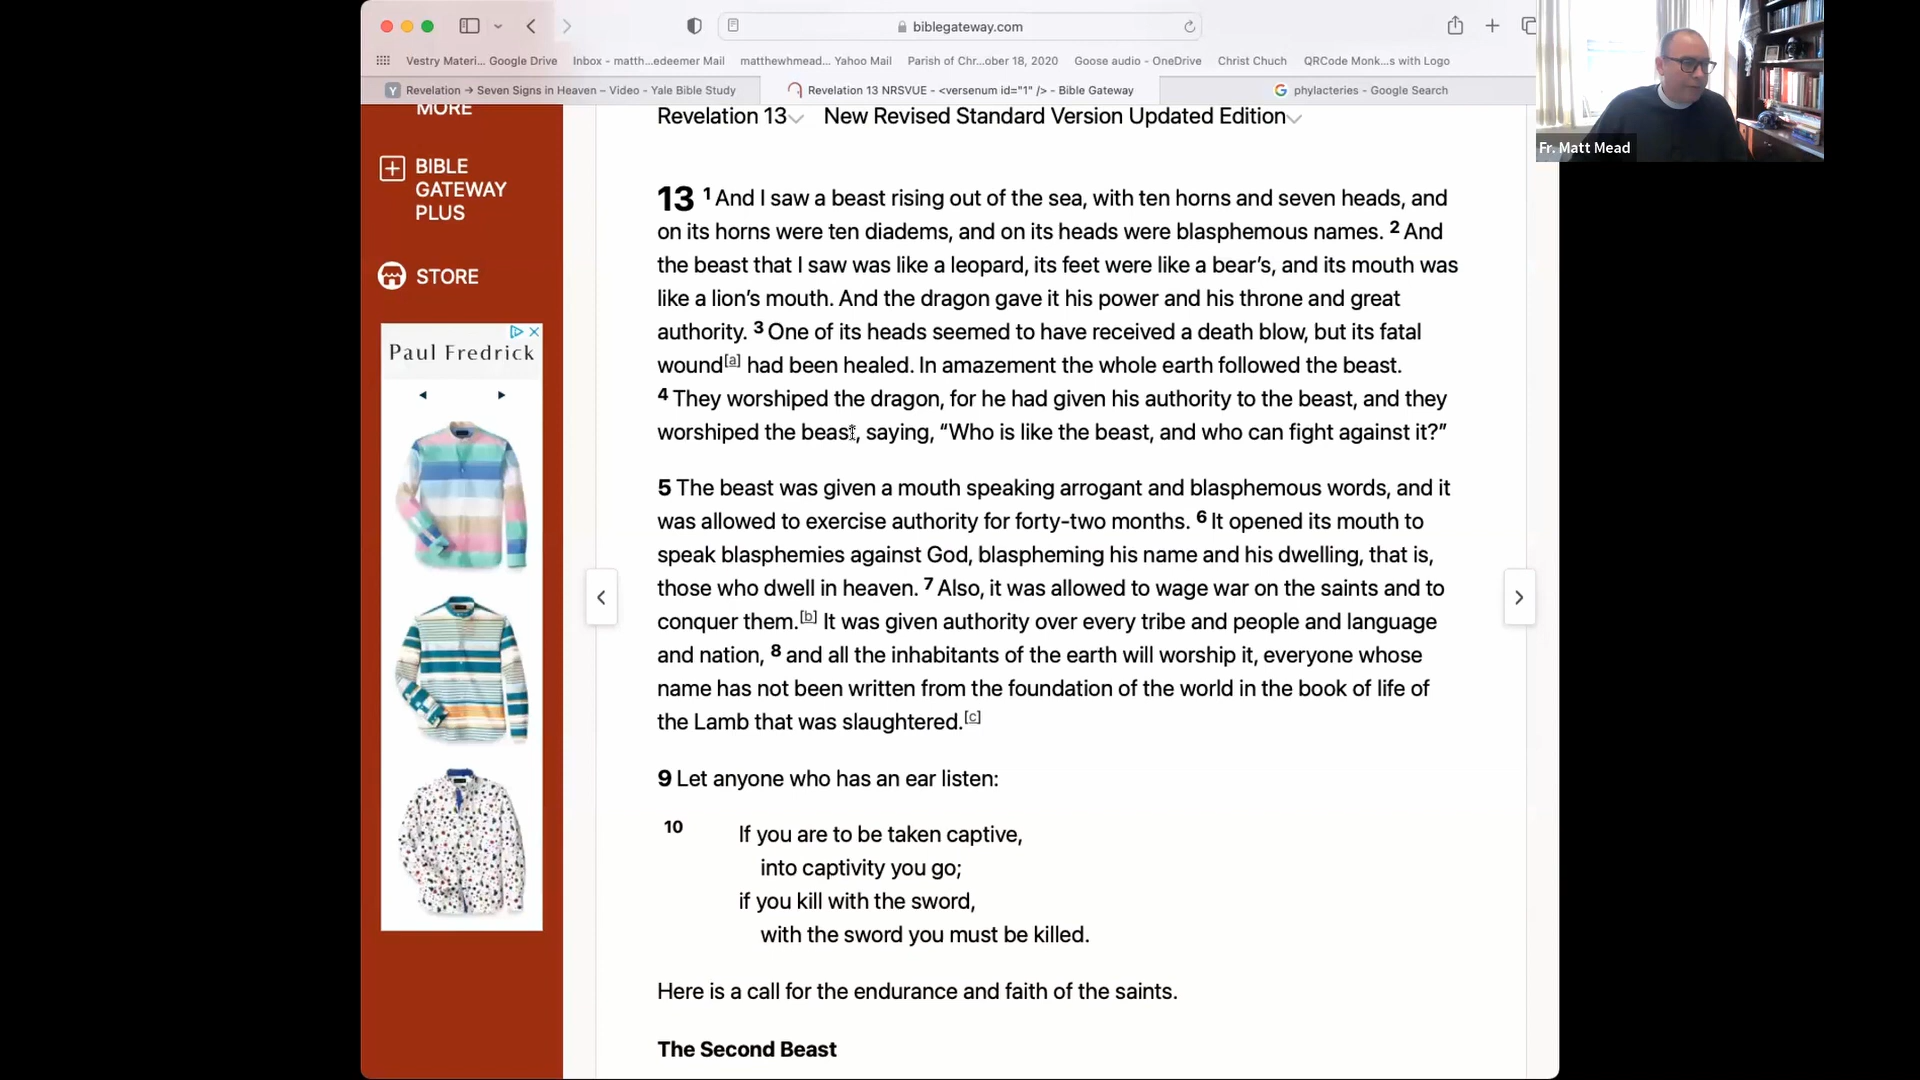 biblegateway.com
Vestry Materi... Google Drive
Inbox - matth...edeemer Mail
matthewhmead... Yahoo Mail
Parish of Chr...ober 18, 2020
Goose audio - OneDrive
Christ Chuch
QRCode Monk...s with Logo
Revelation → Seven Signs in Heaven – Video - Yale Bible Study
Revelation 13 NRSVUE - <versenum id="1" /> - Bible Gateway
phylacteries - Google Search
Fr. Matt Mead
MORE
BIBLE
GATEWAY
PLUS
STORE
Paul Fredrick
Revelation 13
New Revised Standard Version Updated Edition
13 1 And I saw a beast rising out of the sea, with ten horns and seven heads, and
on its horns were ten diadems, and on its heads were blasphemous names. 2 And
the beast that I saw was like a leopard, its feet were like a bear’s, and its mouth was
like a lion’s mouth. And the dragon gave it his power and his throne and great
authority. 3 One of its heads seemed to have received a death blow, but its fatal
wound[a] had been healed. In amazement the whole earth followed the beast.
4 They worshiped the dragon, for he had given his authority to the beast, and they
worshiped the beast, saying, “Who is like the beast, and who can fight against it?”
5 The beast was given a mouth speaking arrogant and blasphemous words, and it
was allowed to exercise authority for forty-two months. 6 It opened its mouth to
speak blasphemies against God, blaspheming his name and his dwelling, that is,
those who dwell in heaven. 7 Also, it was allowed to wage war on the saints and to
conquer them.[b] It was given authority over every tribe and people and language
and nation, 8 and all the inhabitants of the earth will worship it, everyone whose
name has not been written from the foundation of the world in the book of life of
the Lamb that was slaughtered.[c]
9 Let anyone who has an ear listen:
10 If you are to be taken captive,
into captivity you go;
if you kill with the sword,
with the sword you must be killed.
Here is a call for the endurance and faith of the saints.
The Second Beast